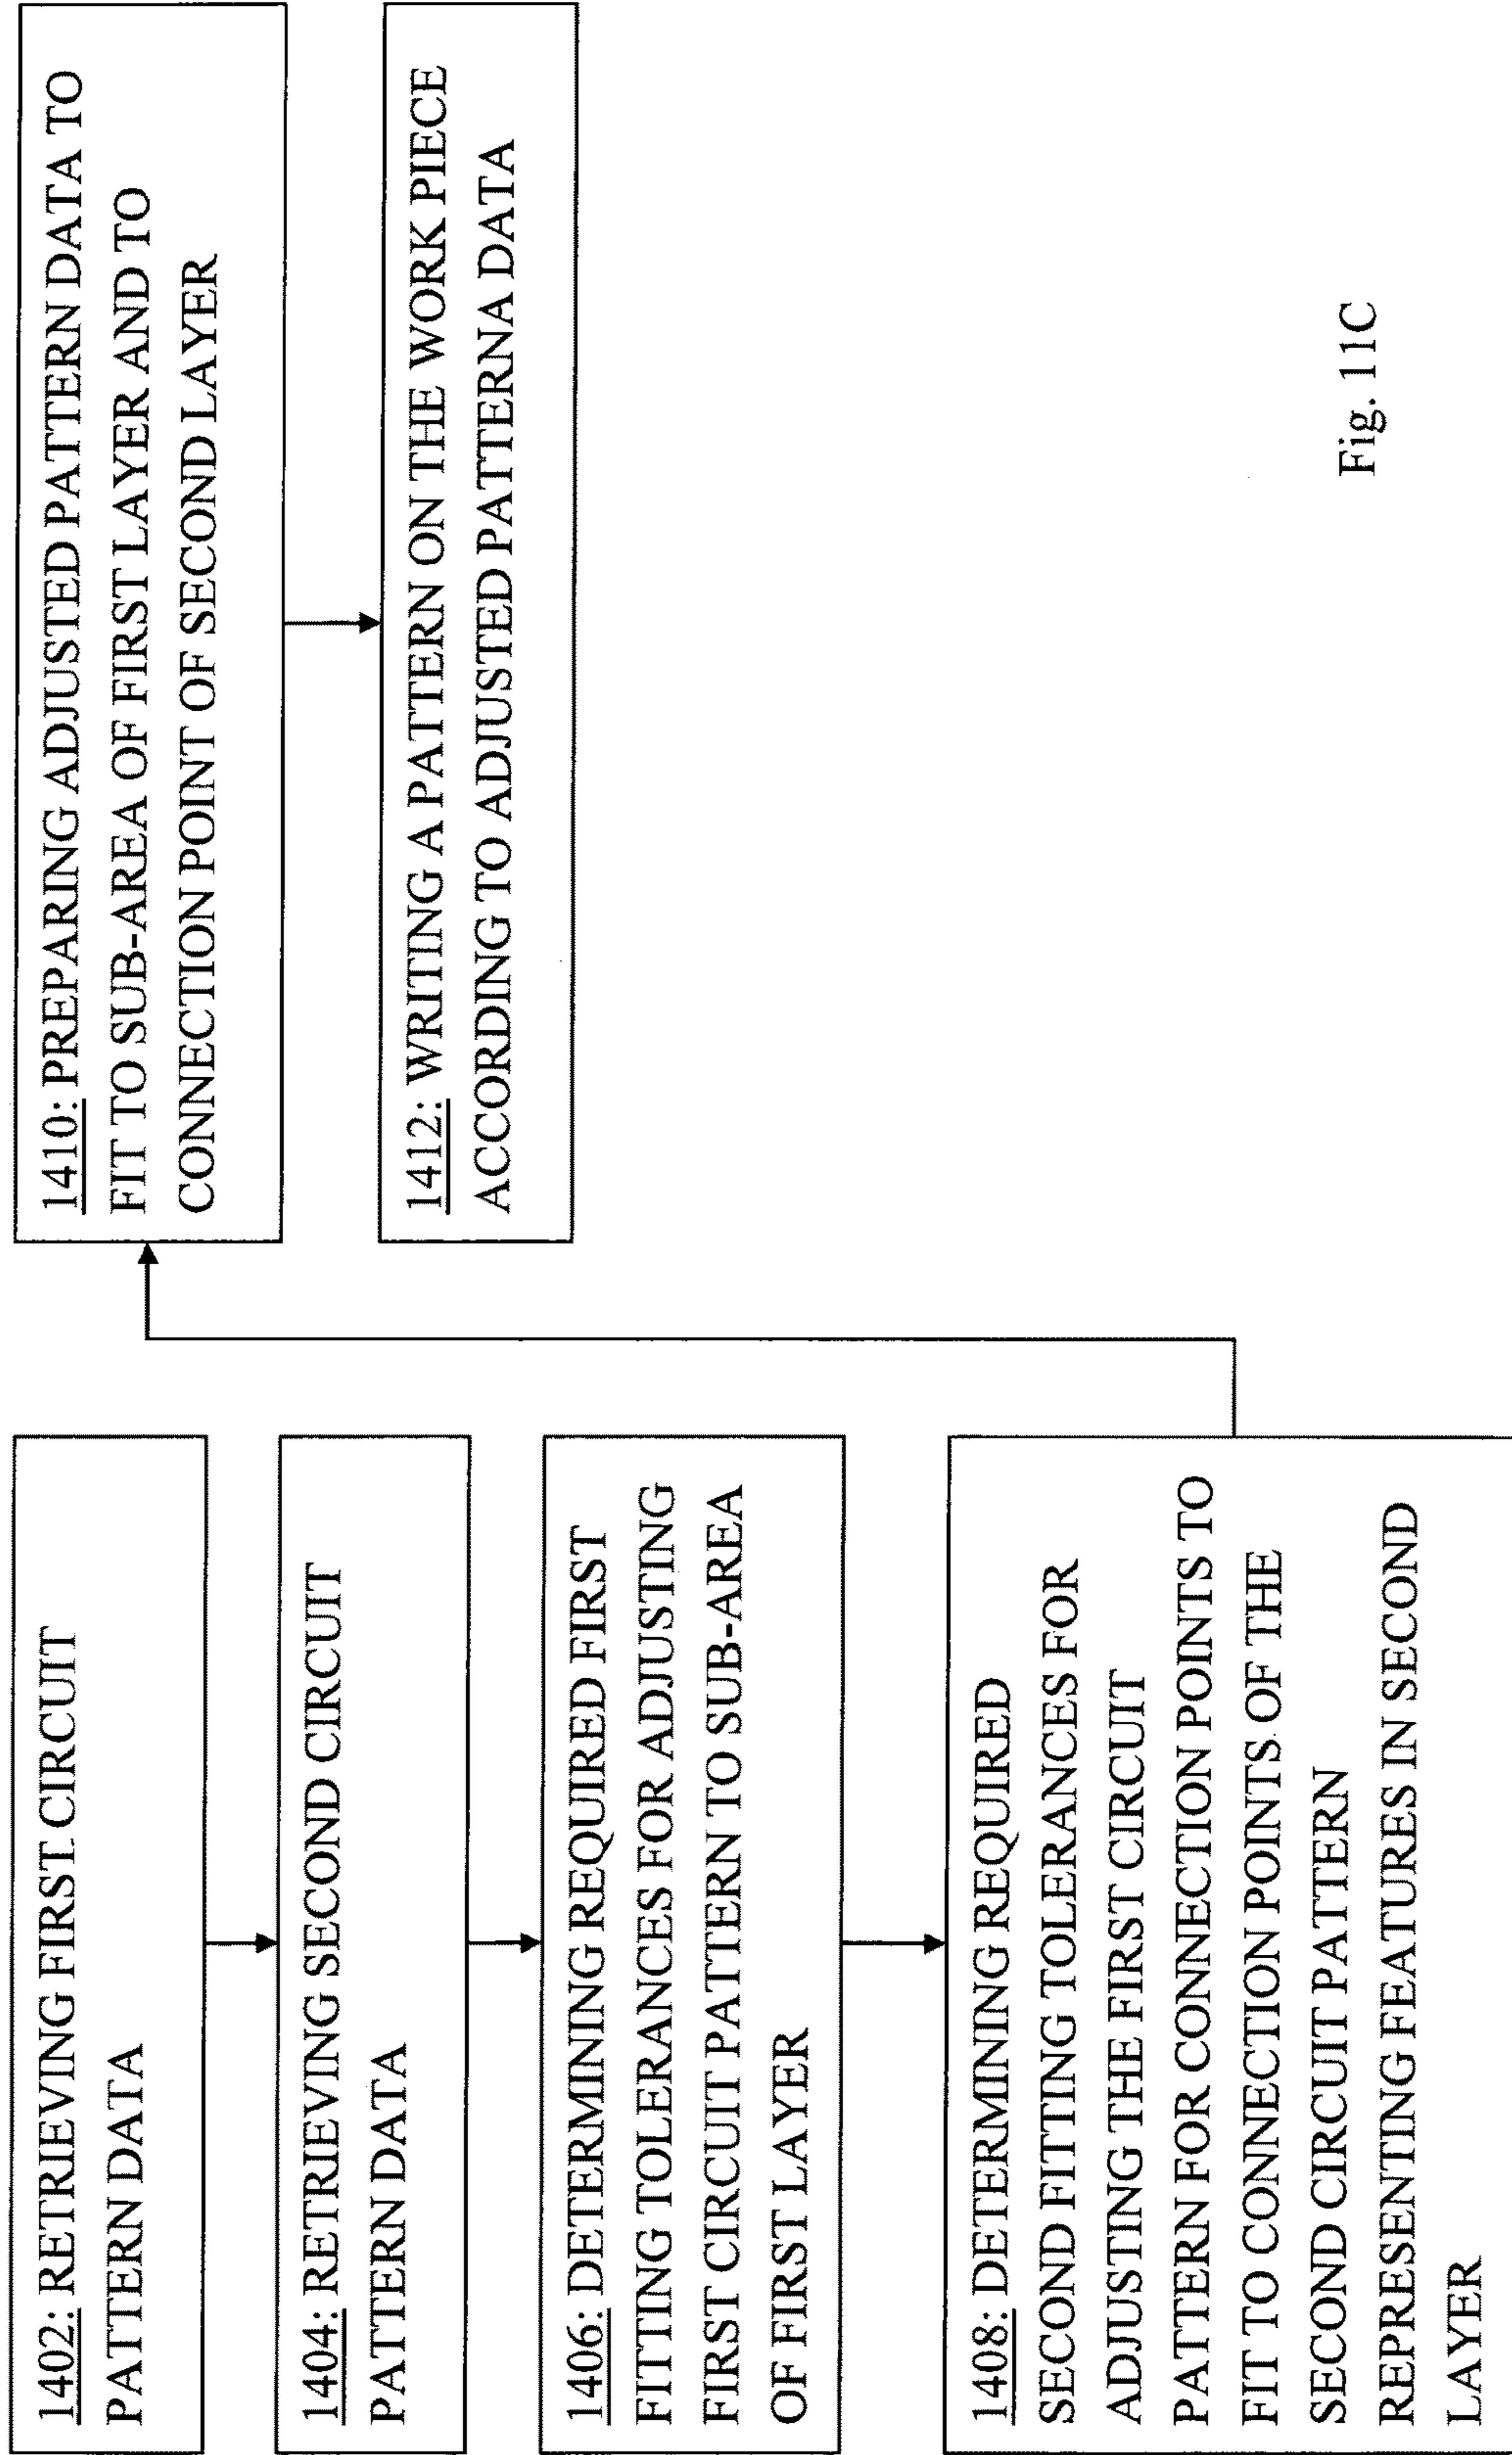 1402: RETRIEVING FIRST CIRCUIT
PATTERN DATA
1404: RETRIEVING SECOND CIRCUIT
PATTERN DATA
1406: DETERMINING REQUIRED FIRST
FITTING TOLERANCES FOR ADJUSTING
FIRST CIRCUIT PATTERN TO SUB-AREA
OF FIRST LAYER
1408: DETERMINING REQUIRED
SECOND FITTING TOLERANCES FOR
ADJUSTING THE FIRST CIRCUIT
PATTERN FOR CONNECTION POINTS TO
FIT TO CONNECTION POINTS OF THE
SECOND CIRCUIT PATTERN
REPRESENTING FEATURES IN SECOND
LAYER
1410: PREPARING ADJUSTED PATTERN DATA TO
FIT TO SUB-AREA OF FIRST LAYER AND TO
CONNECTION POINT OF SECOND LAYER
1412: WRITING A PATTERN ON THE WORK PIECE
ACCORDING TO ADJUSTED PATTERNA DATA
Fig. 11C